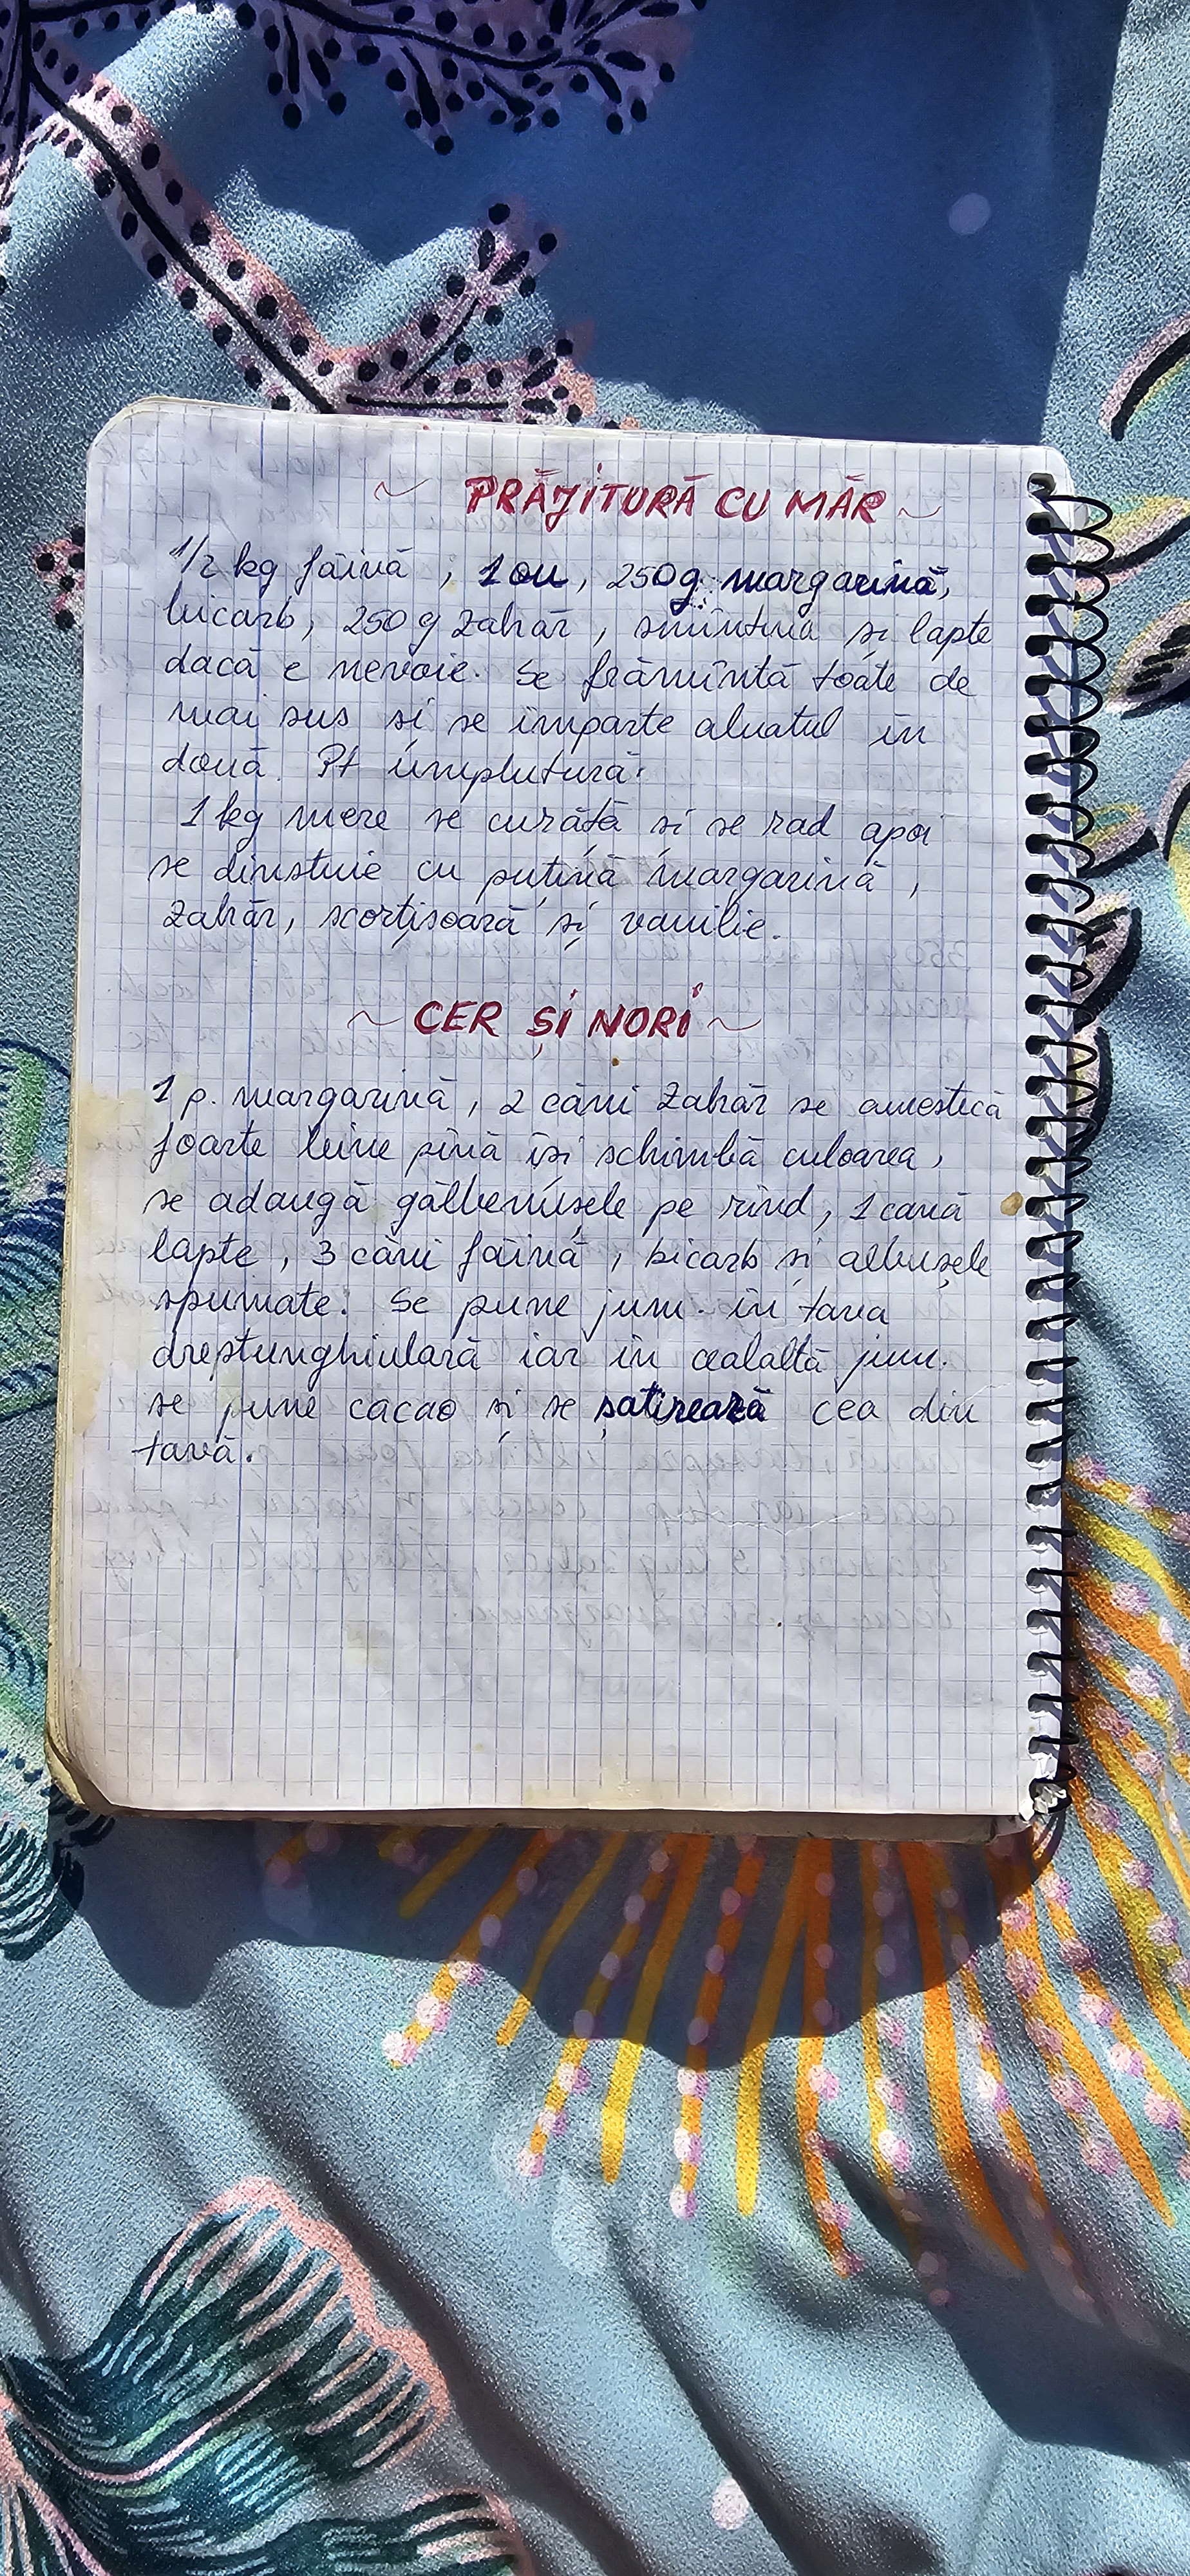 ~ PRĂJITURĂ CU MĂR ~
1/2 kg făină, 1 ou, 250g margarină,
bicarb, 250 g zahăr, smîntînă și lapte
dacă e nevoie. Se frămîntă toate de
mai sus și se împarte aluatul în
două. Pt umplutură:
1 kg mere se curăță și se rad apoi
se dinstuie cu puțină margarină,
zahăr, scorțișoară și vanilie.
~ CER ȘI NORI ~
1 p. margarină, 2 căni zahăr se amestică
foarte bine pînă își schimbă culoarea,
se adaugă gălbenușele pe rînd, 1 cană
lapte, 3 căni făină, bicarb și albușele
spumate. Se pune jum. în tava
dreptunghiulară iar în cealaltă jum.
se pune cacao și se șatirează cea din
tavă.